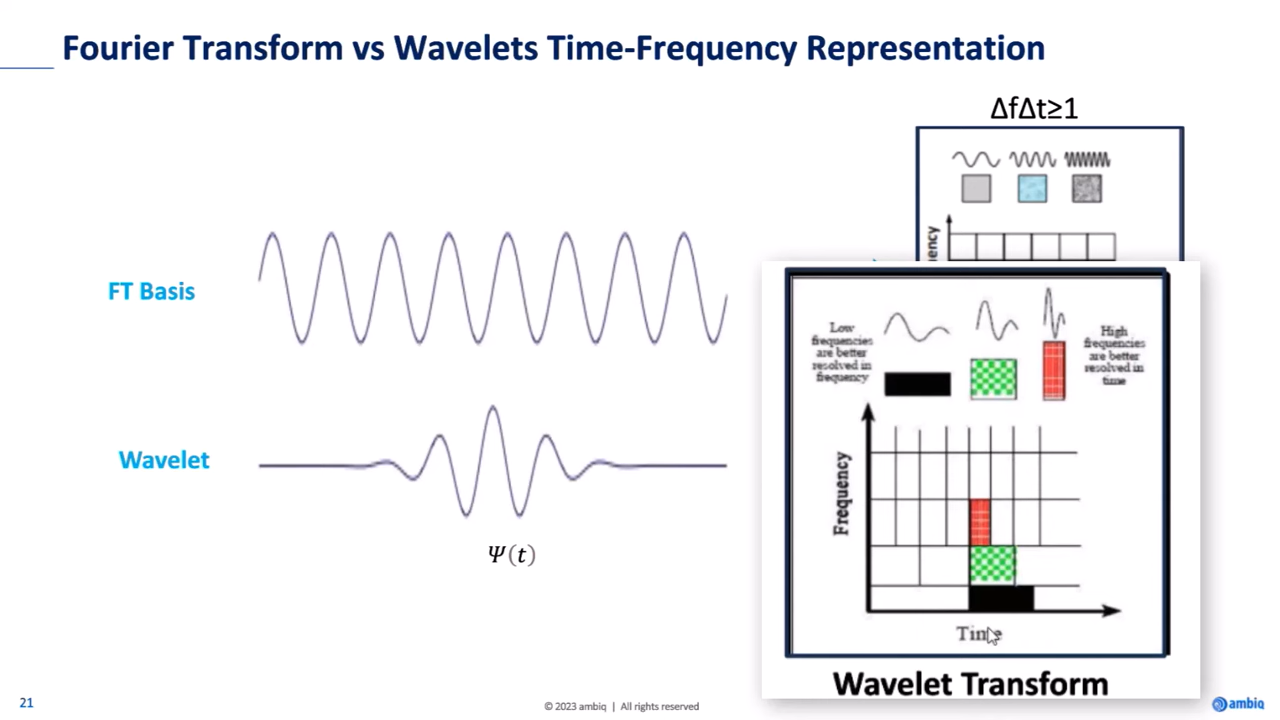 Fourier Transform vs Wavelets Time-Frequency Representation
ΔfΔt≥1
FT Basis
Wavelet
Ψ(t)
Low
frequencies
are better
resolved in
frequency
High
frequencies
are better
resolved in
time
Frequency
Time
Wavelet Transform
21
© 2023 ambiq | All rights reserved
ambiq